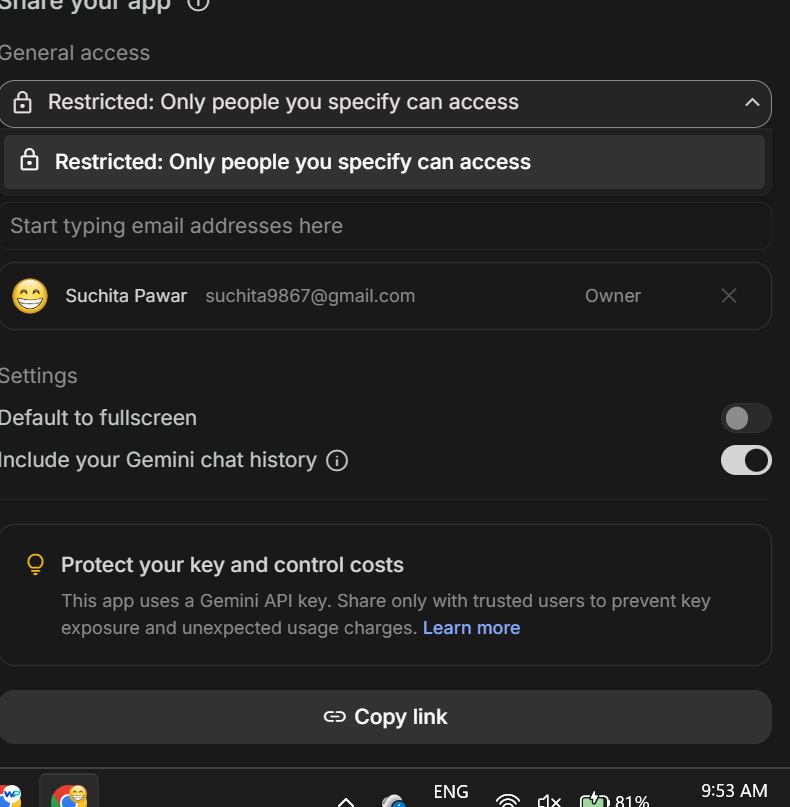 Share your app
General access
Restricted: Only people you specify can access
Restricted: Only people you specify can access
Start typing email addresses here
Suchita Pawar suchita9867@gmail.com Owner
Settings
Default to fullscreen
Include your Gemini chat history
Protect your key and control costs
This app uses a Gemini API key. Share only with trusted users to prevent key
exposure and unexpected usage charges. Learn more
Copy link
ENG 81% 9:53 AM